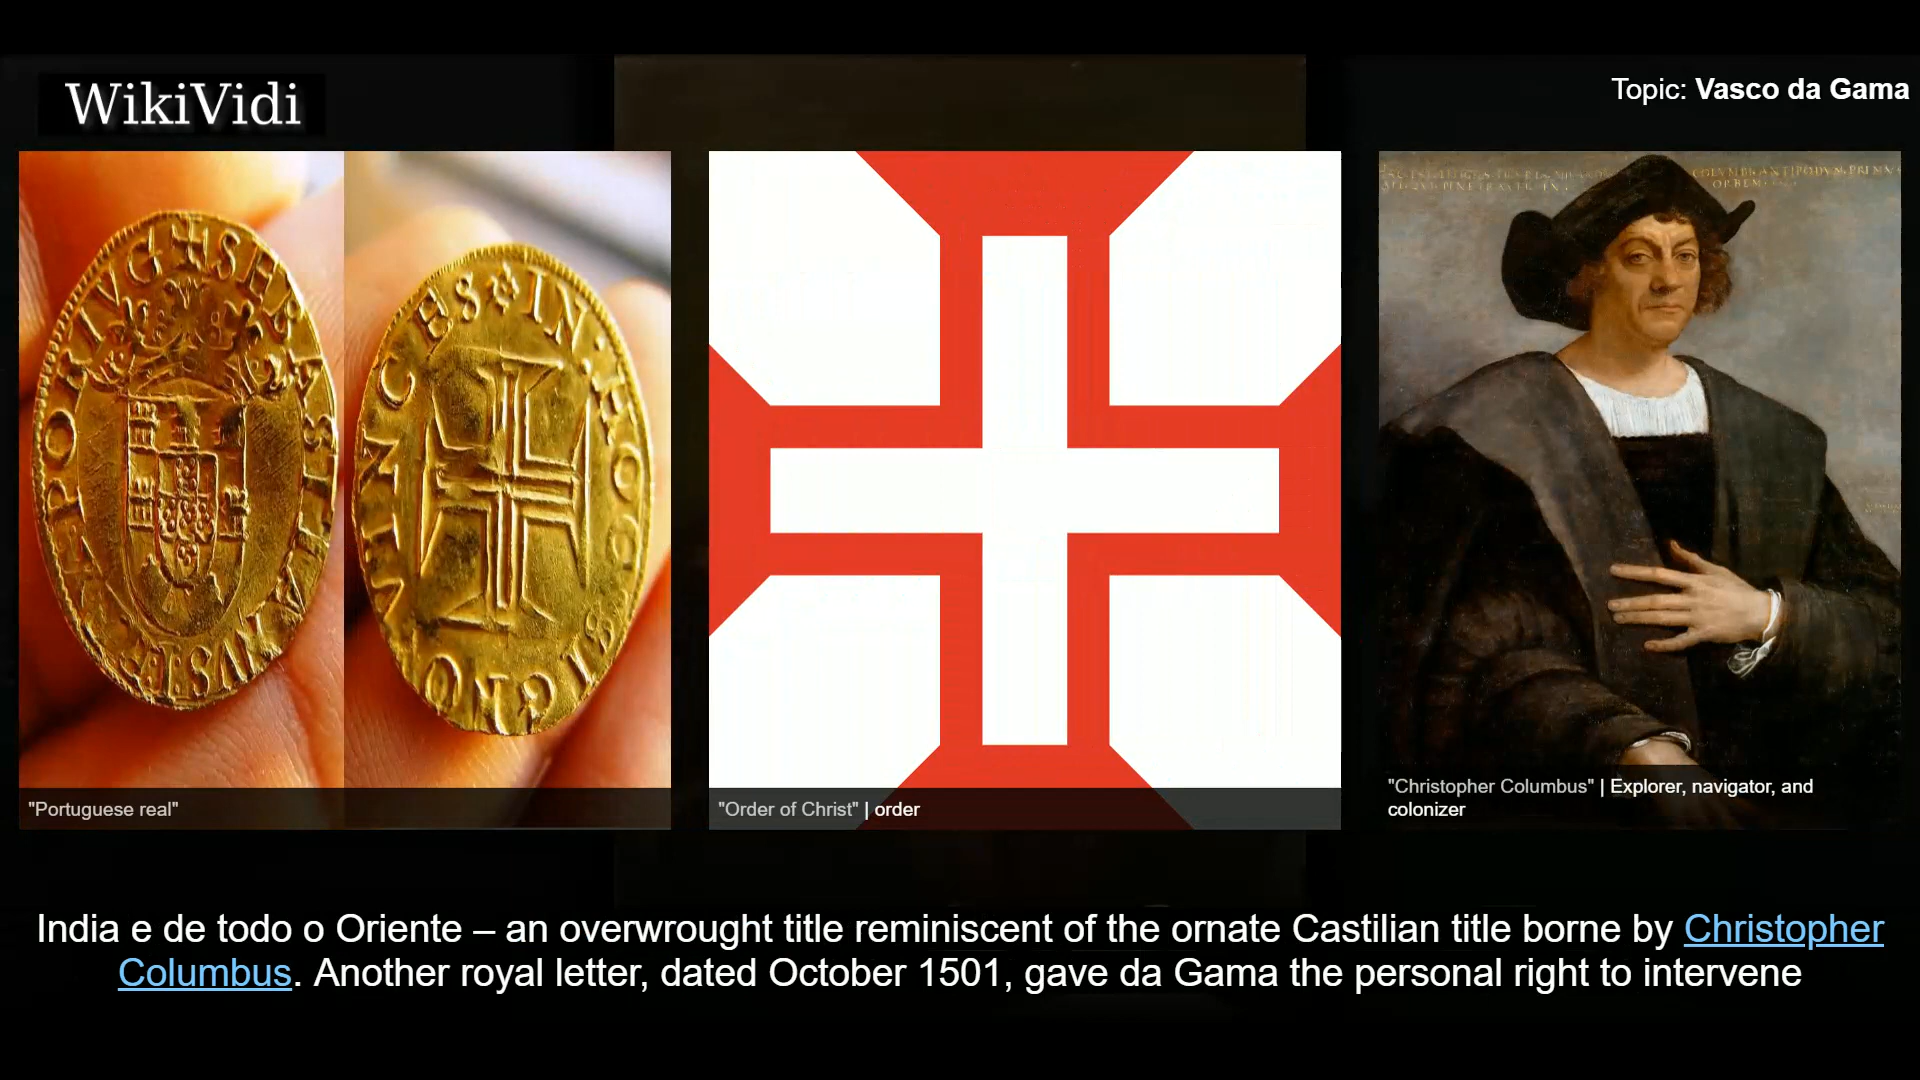 WikiVidi
Topic: Vasco da Gama
"Portuguese real"
"Order of Christ" | order
"Christopher Columbus" | Explorer, navigator, and
colonizer
India e de todo o Oriente – an overwrought title reminiscent of the ornate Castilian title borne by Christopher
Columbus. Another royal letter, dated October 1501, gave da Gama the personal right to intervene